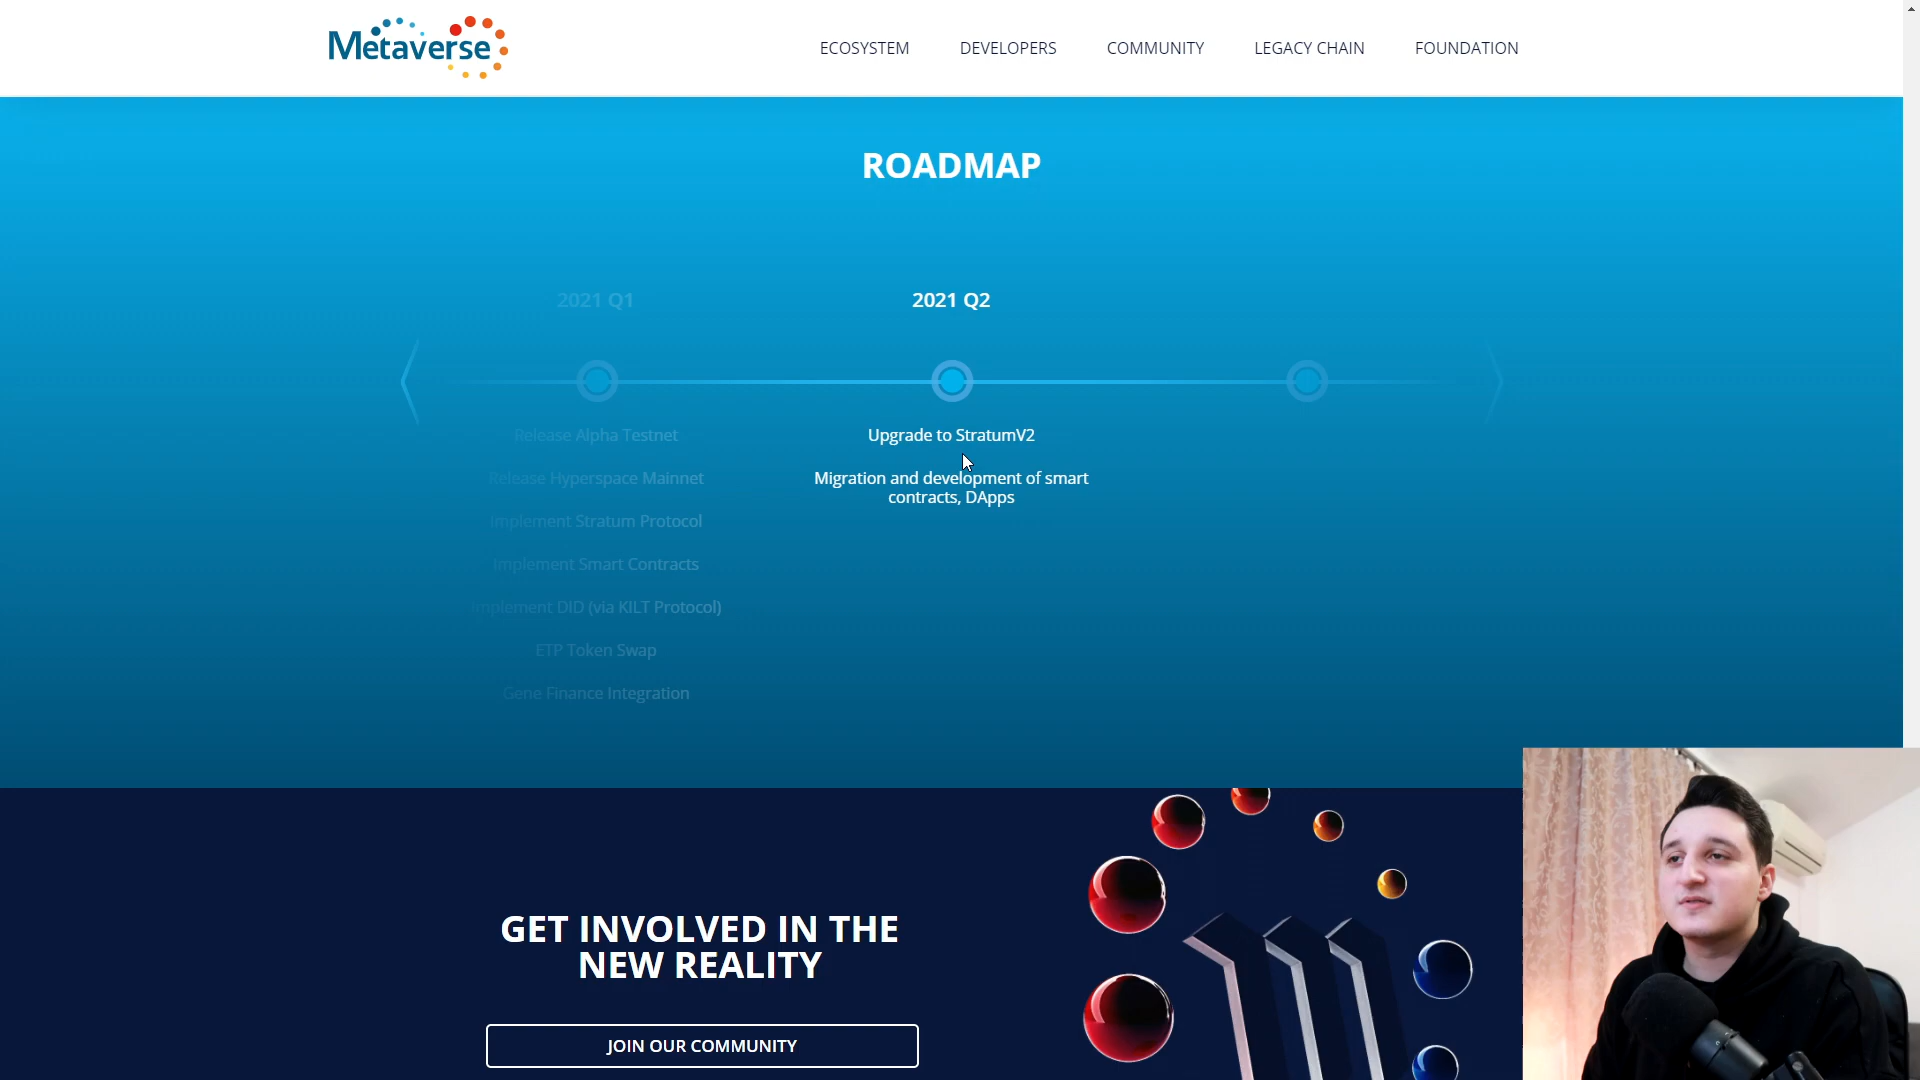 Metaverse
ECOSYSTEM
DEVELOPERS
COMMUNITY
LEGACY CHAIN
FOUNDATION
ROADMAP
2021 Q1
2021 Q2
Release Alpha Testnet
Release Hyperspace Mainnet
Implement Stratum Protocol
Implement Smart Contracts
Implement DID (via KILT Protocol)
ETP Token Swap
Gene Finance Integration
Upgrade to StratumV2
Migration and development of smart
contracts, DApps
GET INVOLVED IN THE
NEW REALITY
JOIN OUR COMMUNITY